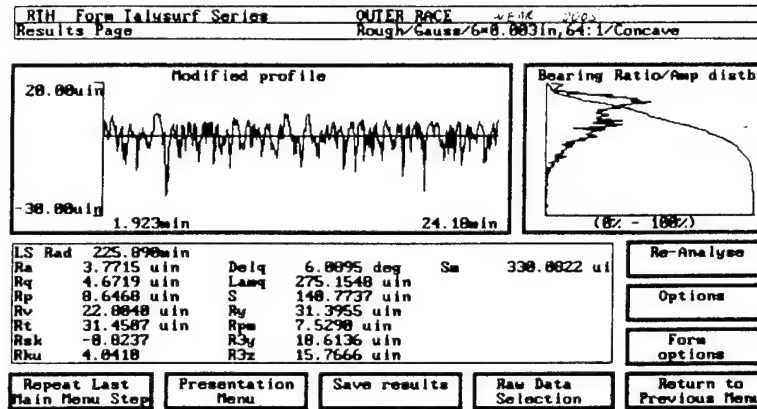 RTH Form Talysurf Series OUTER RACE NEAR 2003
Results Page Rough/Gauss/6*0.003in,64:1/Concave
Modified profile
20.00uin
-30.00uin
1.923min 24.18min
Bearing Ratio/Amp distb
(0% - 100%)
LS Rad 225.890min
Ra 3.7715 uin Delq 6.0895 deg Sm 330.0822 ui
Rq 4.6719 uin Lamq 275.1548 uin
Rp 8.6468 uin S 140.7737 uin
Rv 22.8040 uin Ry 31.3955 uin
Rt 31.4507 uin Rpm 7.5290 uin
Rsk -0.8237 R3y 18.6136 uin
Rku 4.0410 R3z 15.7666 uin
Re-Analyse
Options
Form
options
Repeat Last
Main Menu Step
Presentation
Menu
Save results
Raw Data
Selection
Return to
Previous Menu